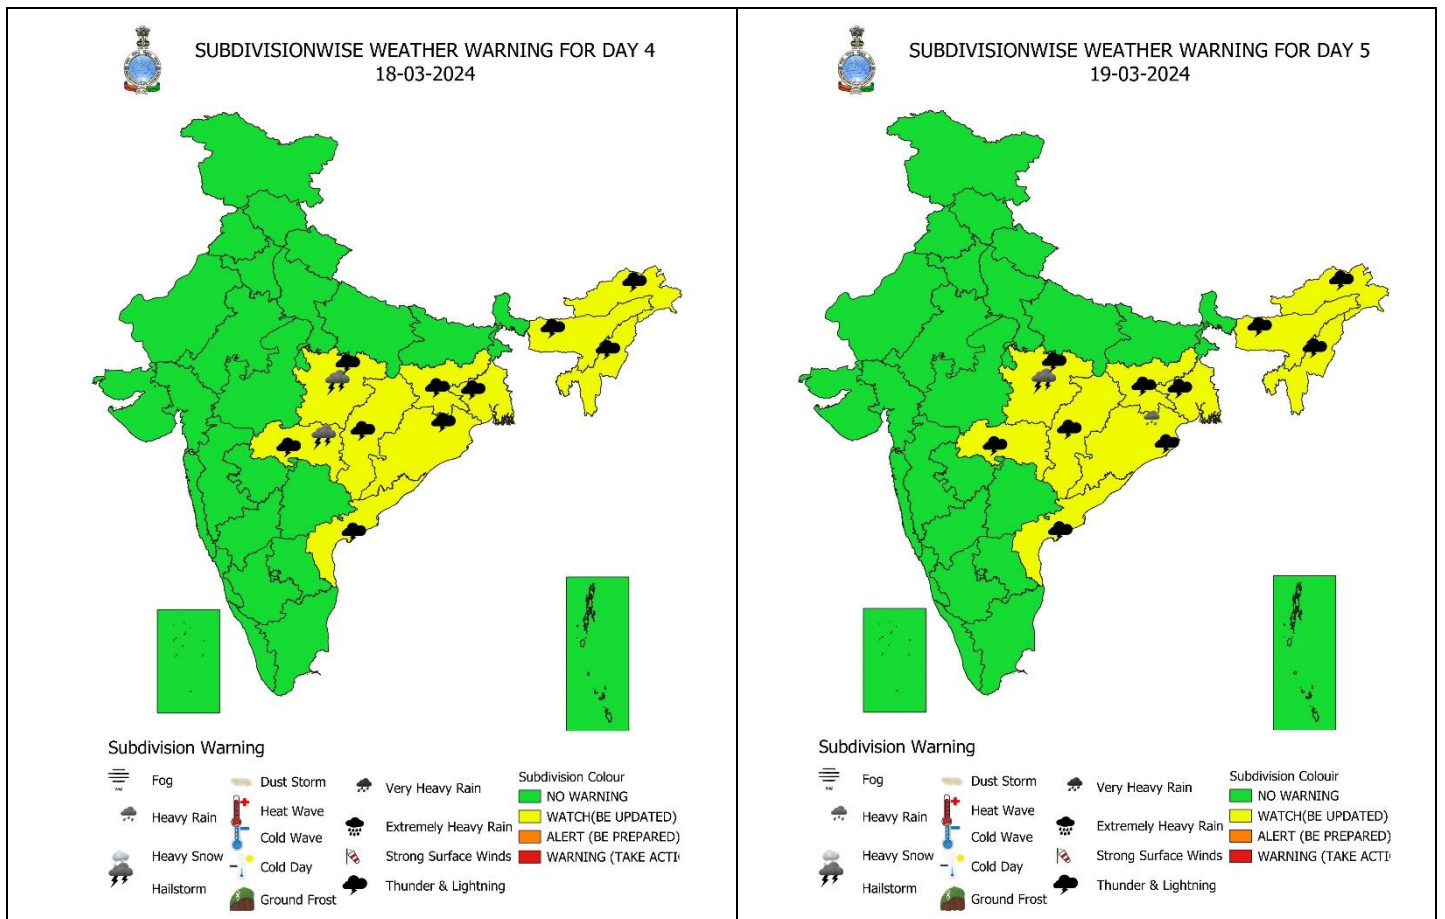 SUBDIVISIONWISE WEATHER WARNING FOR DAY 4
18-03-2024
Subdivision Warning
Fog
Heavy Rain
Heavy Snow
Hailstorm
Dust Storm
Heat Wave
Cold Wave
Cold Day
Ground Frost
Very Heavy Rain
Extremely Heavy Rain
Strong Surface Winds
Thunder & Lightning
Subdivision Colour
NO WARNING
WATCH(BE UPDATED)
ALERT (BE PREPARED)
WARNING (TAKE ACTI
SUBDIVISIONWISE WEATHER WARNING FOR DAY 5
19-03-2024
Subdivision Warning
Fog
Heavy Rain
Heavy Snow
Hailstorm
Dust Storm
Heat Wave
Cold Wave
Cold Day
Ground Frost
Very Heavy Rain
Extremely Heavy Rain
Strong Surface Winds
Thunder & Lightning
Subdivision Colouir
NO WARNING
WATCH(BE UPDATED)
ALERT (BE PREPARED)
WARNING (TAKE ACTI